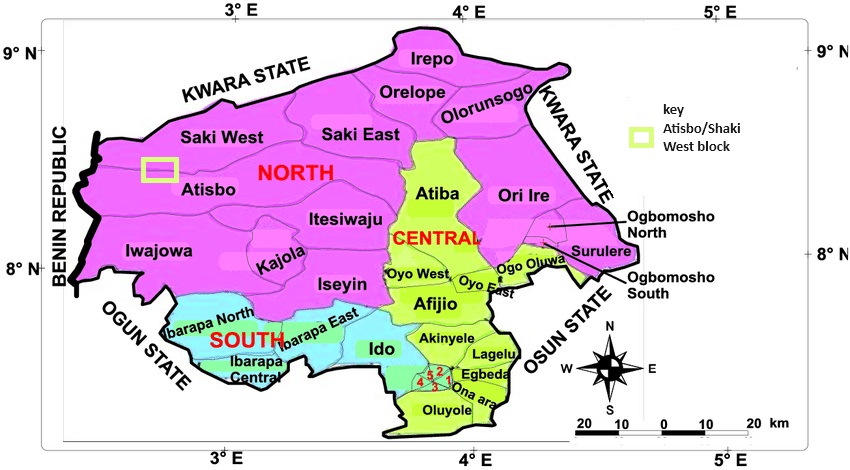 3° E
4° E
5° E
9° N
9° N
KWARA STATE
Irepo
Orelope
Olorunsogo
key
Atisbo/Shaki
West block
KWARA STATE
Saki West
Saki East
NORTH
Atisbo
Atiba
Ori Ire
BENIN REPUBLIC
Itesiwaju
Ogbomosho
North
CENTRAL
Iwajowa
Kajola
Surulere
8° N
8° N
Oyo West
Ogo Oluwa
Iseyin
Oyo East
Ogbomosho
South
Afijio
OGUN STATE
Ibarapa North
Ibarapa East
SOUTH
OSUN STATE
Akinyele
Ido
Lagelu
Ibarapa
Central
Egbeda
5 2
4 3 1
Ona ara
Oluyole
N
W
E
S
20 10 0 10 20 km
3° E
4° E
5° E